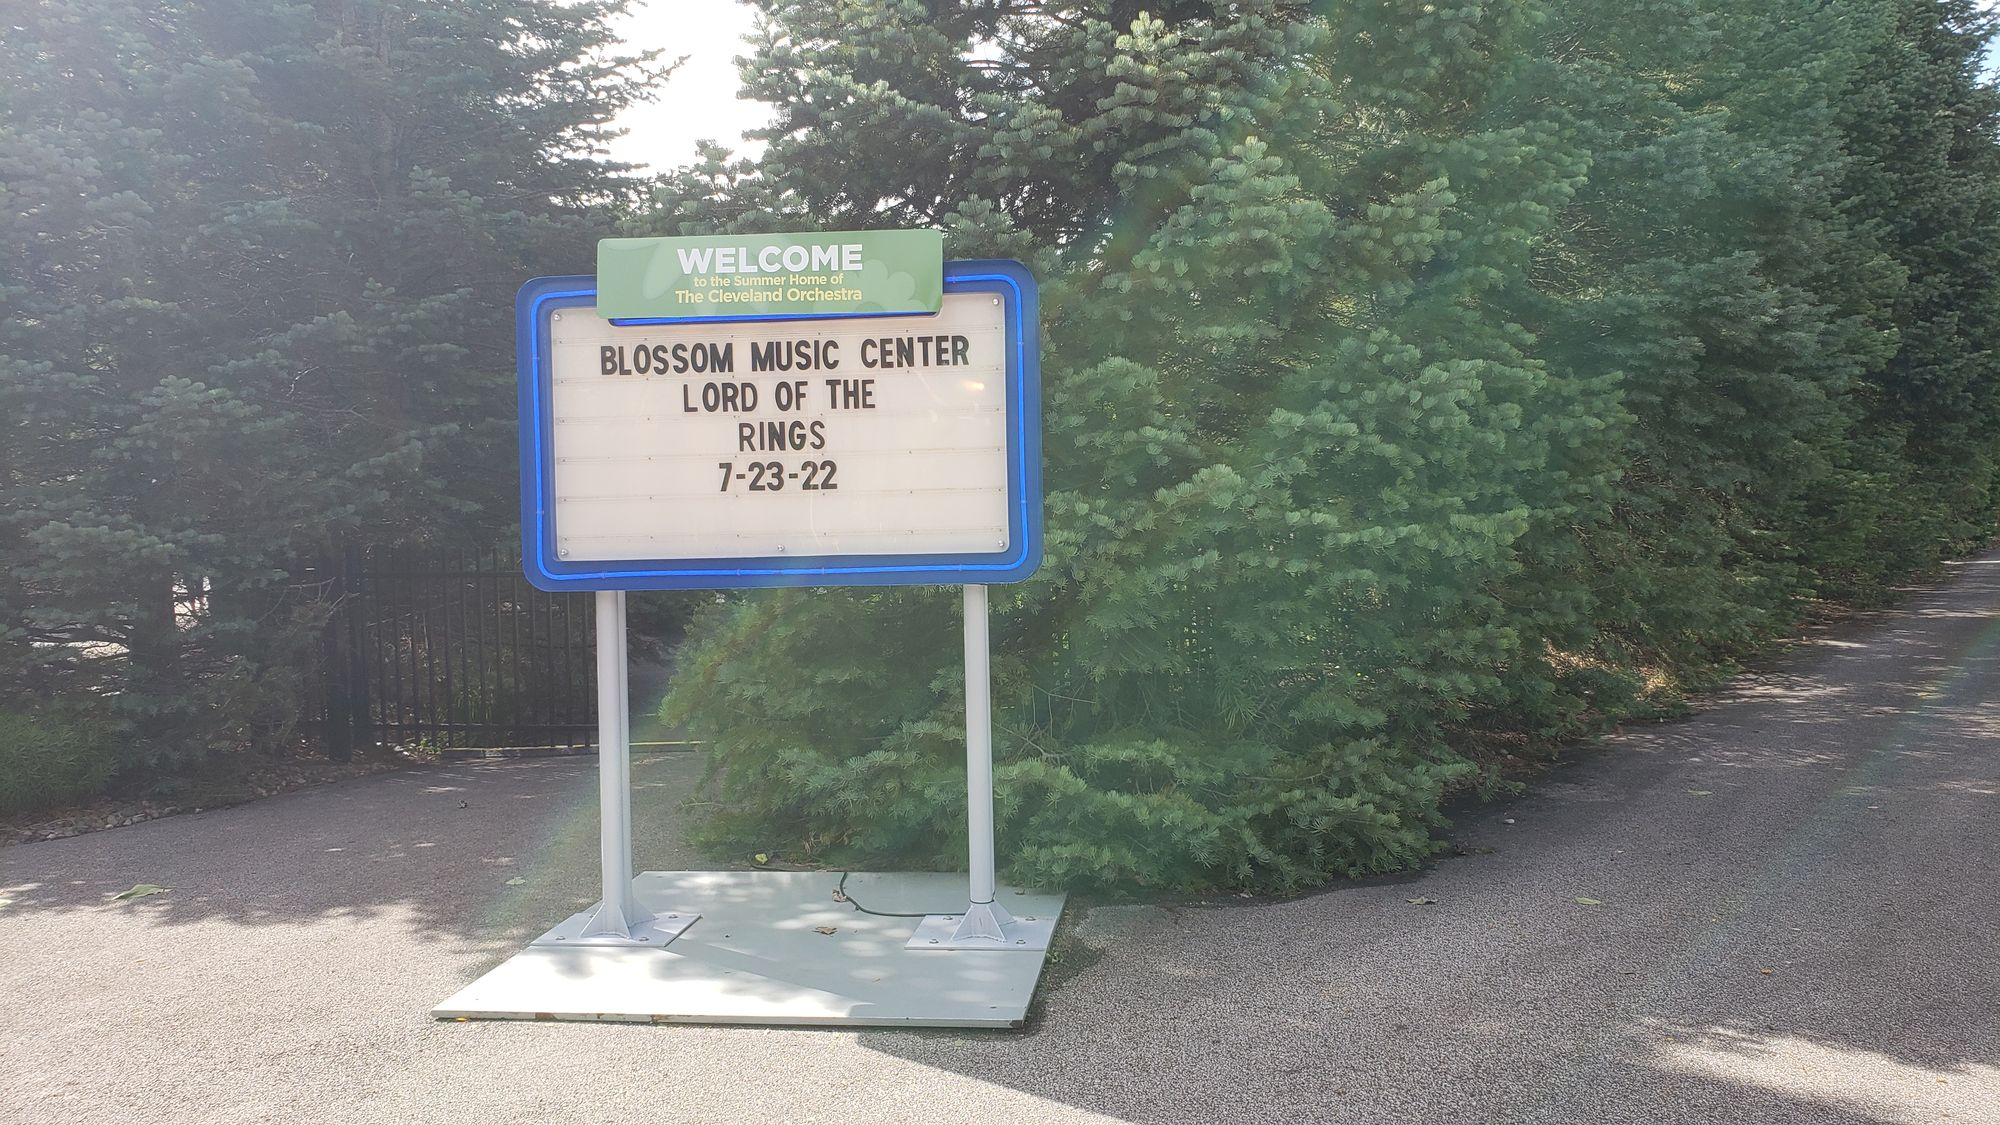 WELCOME
to the Summer Home of
The Cleveland Orchestra
BLOSSOM MUSIC CENTER
LORD OF THE
RINGS
7-23-22